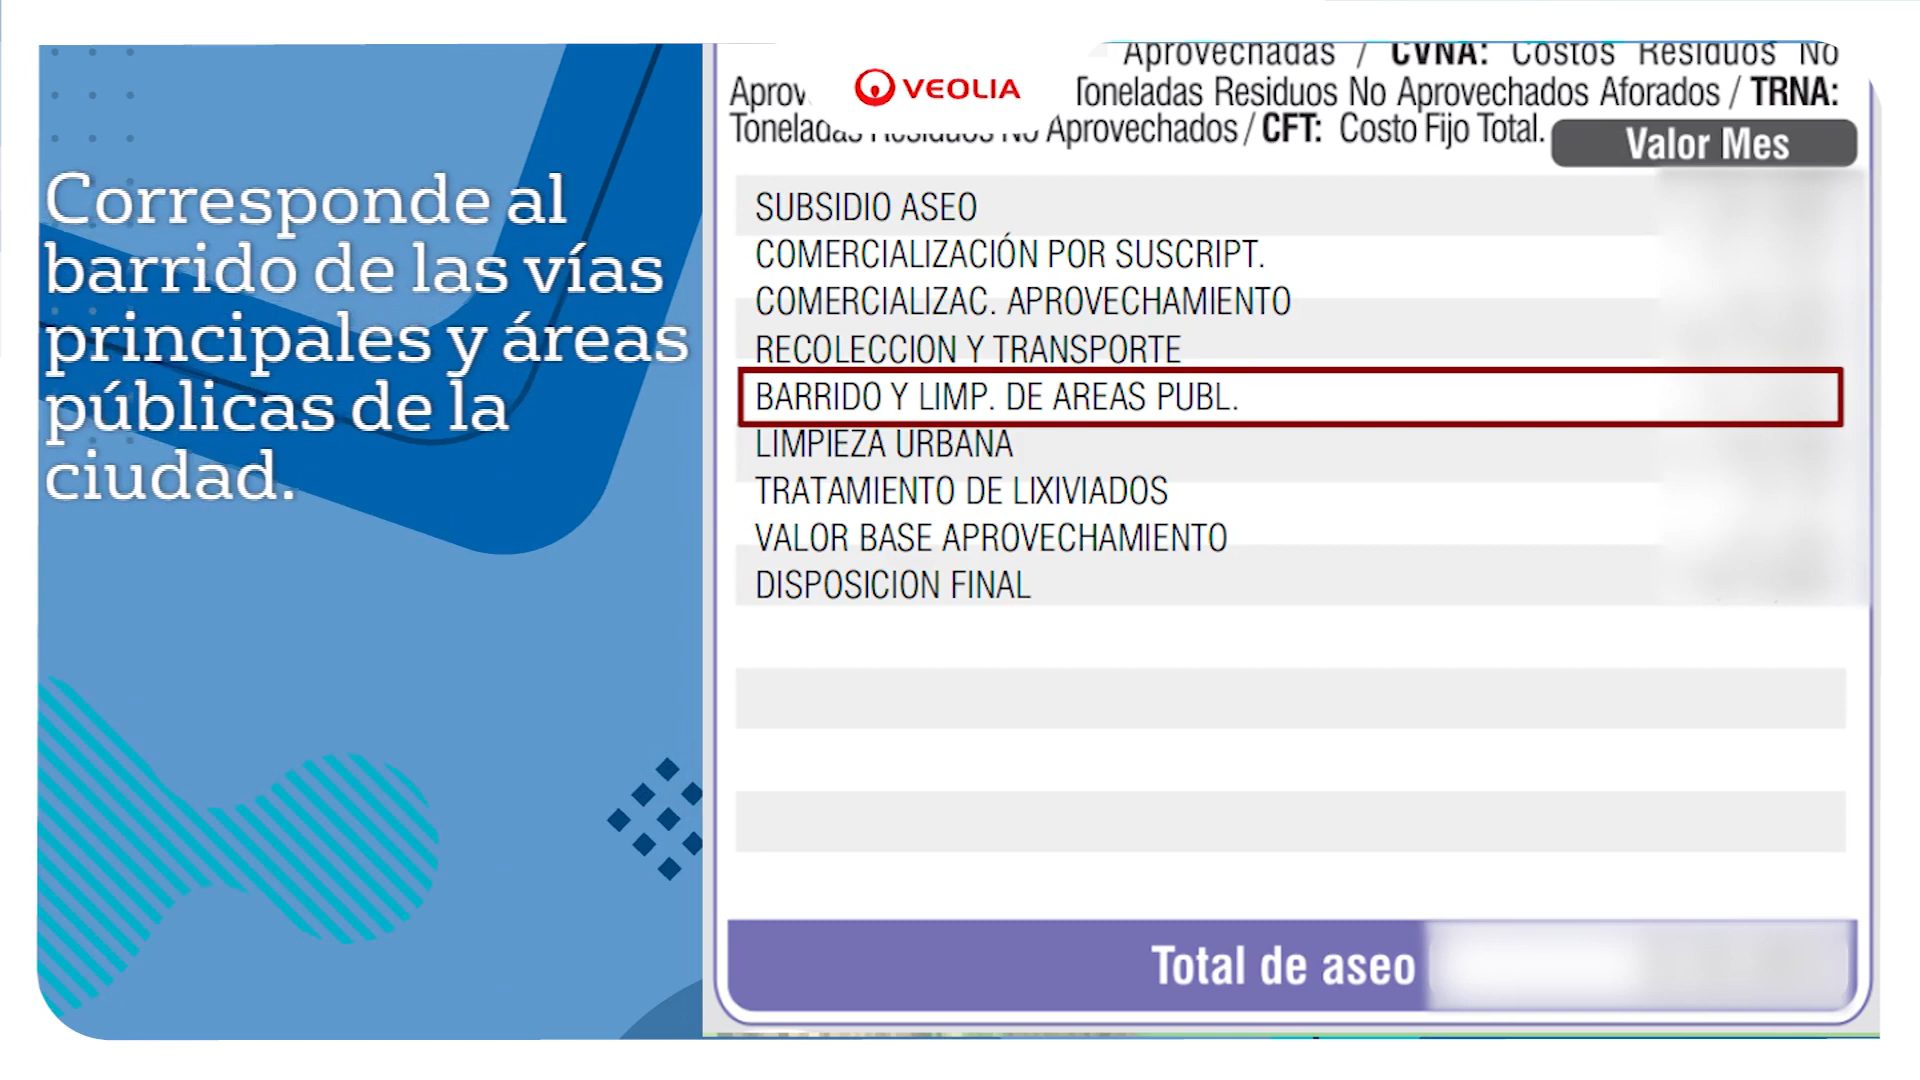 Corresponde al
barrido de las vías
principales y áreas
públicas de la
ciudad.
VEOLIA
Aprovechadas / CVNA: Costos Residuos No
Toneladas Residuos No Aprovechados Aforados / TRNA:
Toneladas Residuos No Aprovechados / CFT: Costo Fijo Total.
Valor Mes
SUBSIDIO ASEO
COMERCIALIZACIÓN POR SUSCRIPT.
COMERCIALIZAC. APROVECHAMIENTO
RECOLECCION Y TRANSPORTE
BARRIDO Y LIMP. DE AREAS PUBL.
LIMPIEZA URBANA
TRATAMIENTO DE LIXIVIADOS
VALOR BASE APROVECHAMIENTO
DISPOSICION FINAL
Total de aseo